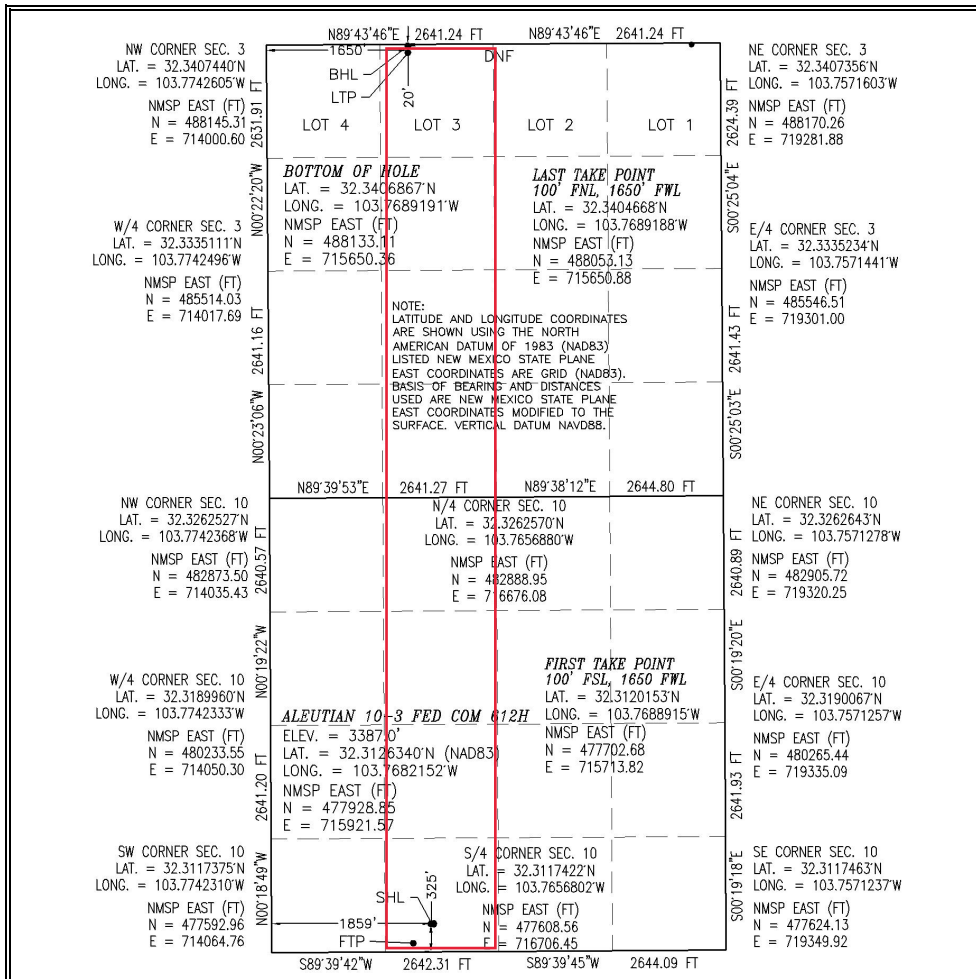 N89°43'46"E 2641.24 FT
N89°43'46"E 2641.24 FT
NW CORNER SEC. 3
LAT. = 32.3407440'N
LONG. = 103.7742605'W
NMSP EAST (FT)
N = 488145.31
E = 714000.60
1650'
BHL
LTP
20'
DNF
NE CORNER SEC. 3
LAT. = 32.3407356'N
LONG. = 103.7571603'W
NMSP EAST (FT)
N = 488170.26
E = 719281.88
2631.91 FT
N00°22'20"W
2624.39 FT
S00°25'04"E
LOT 4
LOT 3
LOT 2
LOT 1
BOTTOM OF HOLE
LAT. = 32.3406867'N
LONG. = 103.7689191'W
NMSP EAST (FT)
N = 488133.11
E = 715650.36
LAST TAKE POINT
100' FNL, 1650' FWL
LAT. = 32.3404668'N
LONG. = 103.7689188'W
NMSP EAST (FT)
N = 488053.13
E = 715650.88
W/4 CORNER SEC. 3
LAT. = 32.3335111'N
LONG. = 103.7742496'W
NMSP EAST (FT)
N = 485514.03
E = 714017.69
E/4 CORNER SEC. 3
LAT. = 32.3335234'N
LONG. = 103.7571441'W
NMSP EAST (FT)
N = 485546.51
E = 719301.00
NOTE:
LATITUDE AND LONGITUDE COORDINATES
ARE SHOWN USING THE NORTH
AMERICAN DATUM OF 1983 (NAD83)
LISTED NEW MEXICO STATE PLANE
EAST COORDINATES ARE GRID (NAD83).
BASIS OF BEARING AND DISTANCES
USED ARE NEW MEXICO STATE PLANE
EAST COORDINATES MODIFIED TO THE
SURFACE. VERTICAL DATUM NAVD88.
2641.16 FT
N00°23'06"W
2641.43 FT
S00°25'03"E
N89°39'53"E 2641.27 FT
N89°38'12"E 2644.80 FT
NW CORNER SEC. 10
LAT. = 32.3262527'N
LONG. = 103.7742368'W
NMSP EAST (FT)
N = 482873.50
E = 714035.43
N/4 CORNER SEC. 10
LAT. = 32.3262570'N
LONG. = 103.7656880'W
NMSP EAST (FT)
N = 482888.95
E = 716676.08
NE CORNER SEC. 10
LAT. = 32.3262643'N
LONG. = 103.7571278'W
NMSP EAST (FT)
N = 482905.72
E = 719320.25
2640.57 FT
N00°19'22"W
2640.89 FT
S00°19'20"E
W/4 CORNER SEC. 10
LAT. = 32.3189960'N
LONG. = 103.7742333'W
NMSP EAST (FT)
N = 480233.55
E = 714050.30
FIRST TAKE POINT
100' FSL, 1650 FWL
LAT. = 32.3120153'N
LONG. = 103.7688915'W
NMSP EAST (FT)
N = 477702.68
E = 715713.82
E/4 CORNER SEC. 10
LAT. = 32.3190067'N
LONG. = 103.7571257'W
NMSP EAST (FT)
N = 480265.44
E = 719335.09
ALEUTIAN 10-3 FED COM 612H
ELEV. = 3387.0'
LAT. = 32.3126340'N (NAD83)
LONG. = 103.7682152'W
NMSP EAST (FT)
N = 477928.85
E = 715921.57
2641.20 FT
N00°18'49"W
2641.93 FT
S00°19'18"E
SW CORNER SEC. 10
LAT. = 32.3117375'N
LONG. = 103.7742310'W
NMSP EAST (FT)
N = 477592.96
E = 714064.76
SHL
325'
1859'
FTP
S/4 CORNER SEC. 10
LAT. = 32.3117422'N
LONG. = 103.7656802'W
NMSP EAST (FT)
N = 477608.56
E = 716706.45
SE CORNER SEC. 10
LAT. = 32.3117463'N
LONG. = 103.7571237'W
NMSP EAST (FT)
N = 477624.13
E = 719349.92
S89°39'42"W 2642.31 FT
S89°39'45"W 2644.09 FT